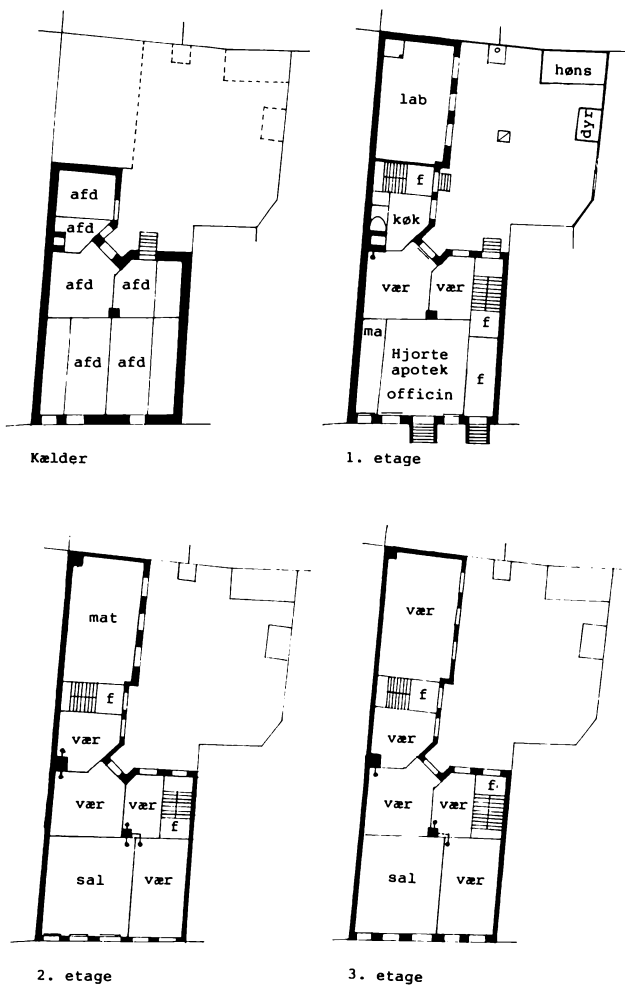 afd
afd
afd
afd
afd
afd
Kælder
høns
lab
dyr
f
køk
vær
vær
f
ma
Hjorte
apotek
officin
f
1. etage
mat
f
vær
vær
vær
f
sal
vær
2. etage
vær
f
vær
f
vær
vær
sal
vær
3. etage